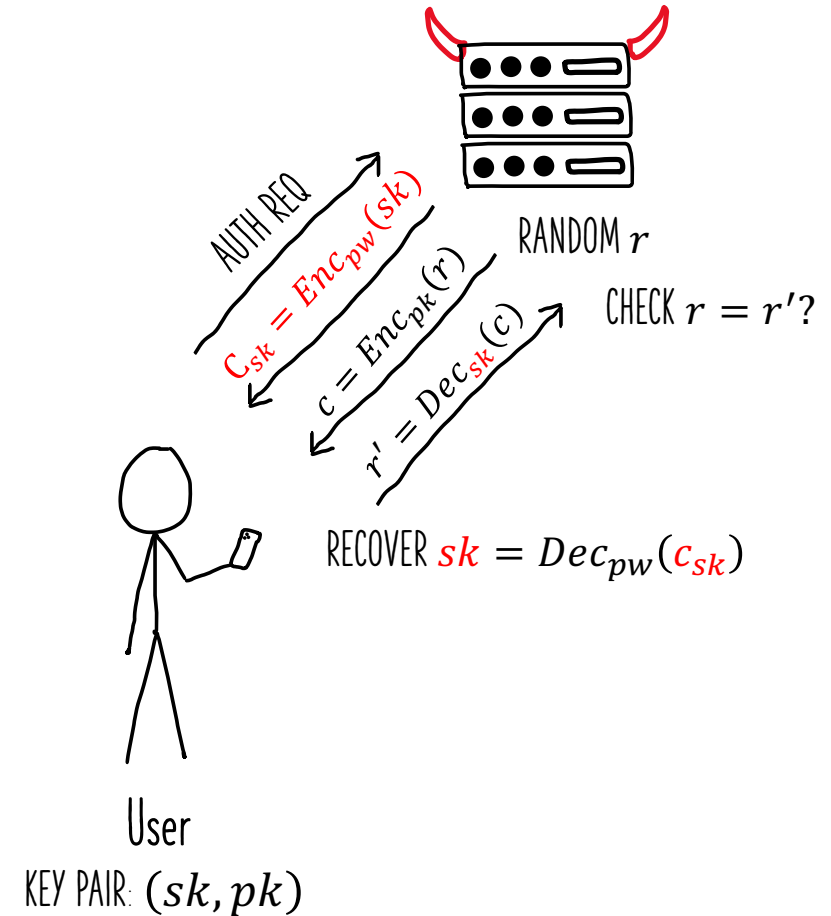 RANDOM r
CHECK r = r'?
AUTH REQ
C_sk = Enc_pw(sk)
c = Enc_pk(r)
r' = Dec_sk(c)
RECOVER sk = Dec_pw(c_sk)
User
KEY PAIR: (sk, pk)